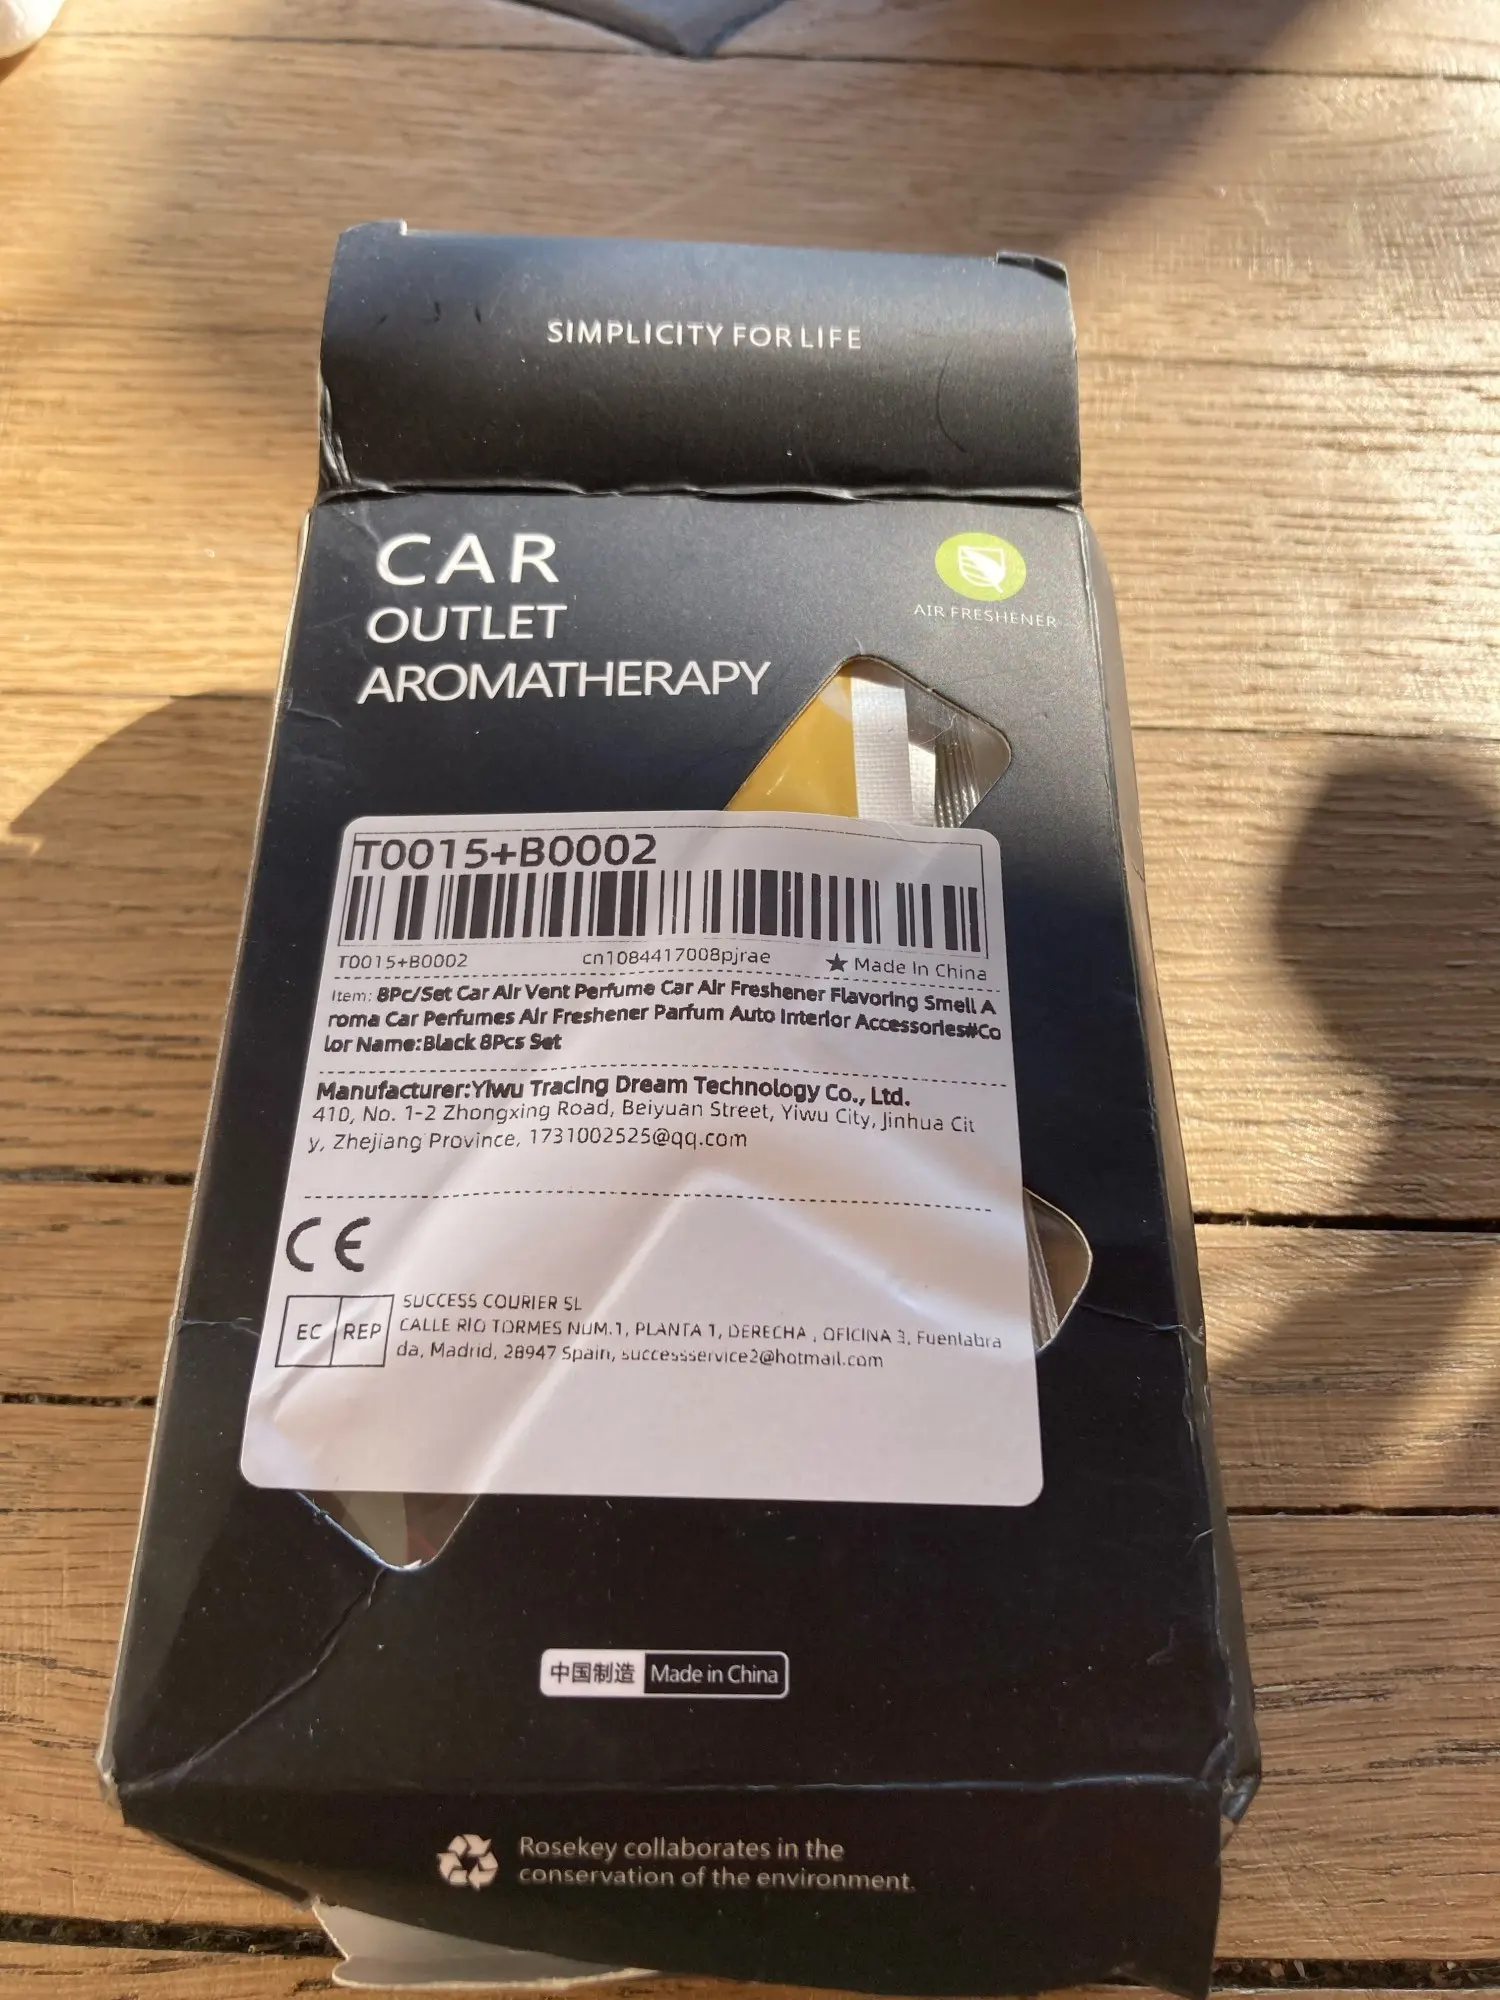 SIMPLICITY FOR LIFE
CAR
OUTLET
AROMATHERAPY
AIR FRESHENER
T0015+B0002
T0015+B0002 cn1084417008pjrae ★ Made In China
Item: 8Pc/Set Car Air Vent Perfume Car Air Freshener Flavoring Smell A
roma Car Perfumes Air Freshener Parfum Auto Interior Accessories#Co
lor Name:Black 8Pcs Set
Manufacturer:Yiwu Tracing Dream Technology Co., Ltd.
410, No. 1-2 Zhongxing Road, Beiyuan Street, Yiwu City, Jinhua Cit
y, Zhejiang Province, 1731002525@qq.com
CE
EC REP
SUCCESS COURIER SL
CALLE RIO TORMES NUM.1, PLANTA 1, DERECHA , OFICINA 3, Fuenlabra
da, Madrid, 28947 Spain, successservice2@hotmail.com
中国制造 Made in China
Rosekey collaborates in the
conservation of the environment.